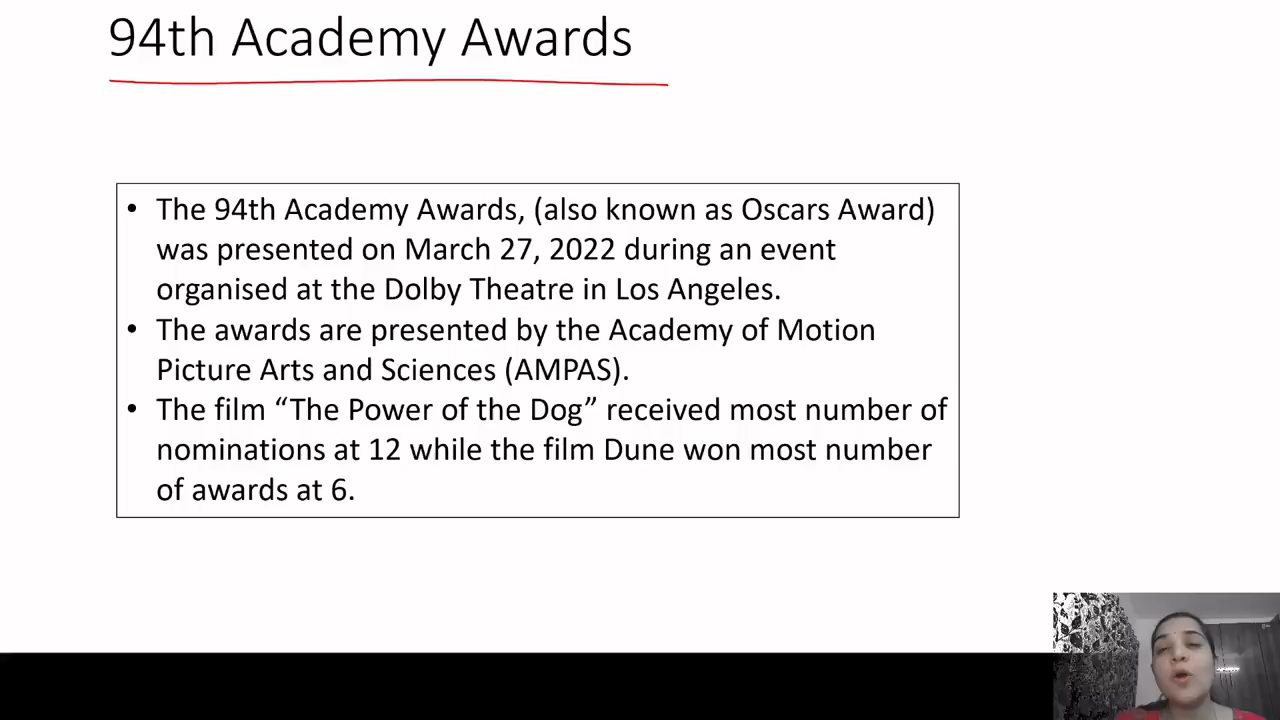 94th Academy Awards
• The 94th Academy Awards, (also known as Oscars Award)
was presented on March 27, 2022 during an event
organised at the Dolby Theatre in Los Angeles.
• The awards are presented by the Academy of Motion
Picture Arts and Sciences (AMPAS).
• The film “The Power of the Dog” received most number of
nominations at 12 while the film Dune won most number
of awards at 6.